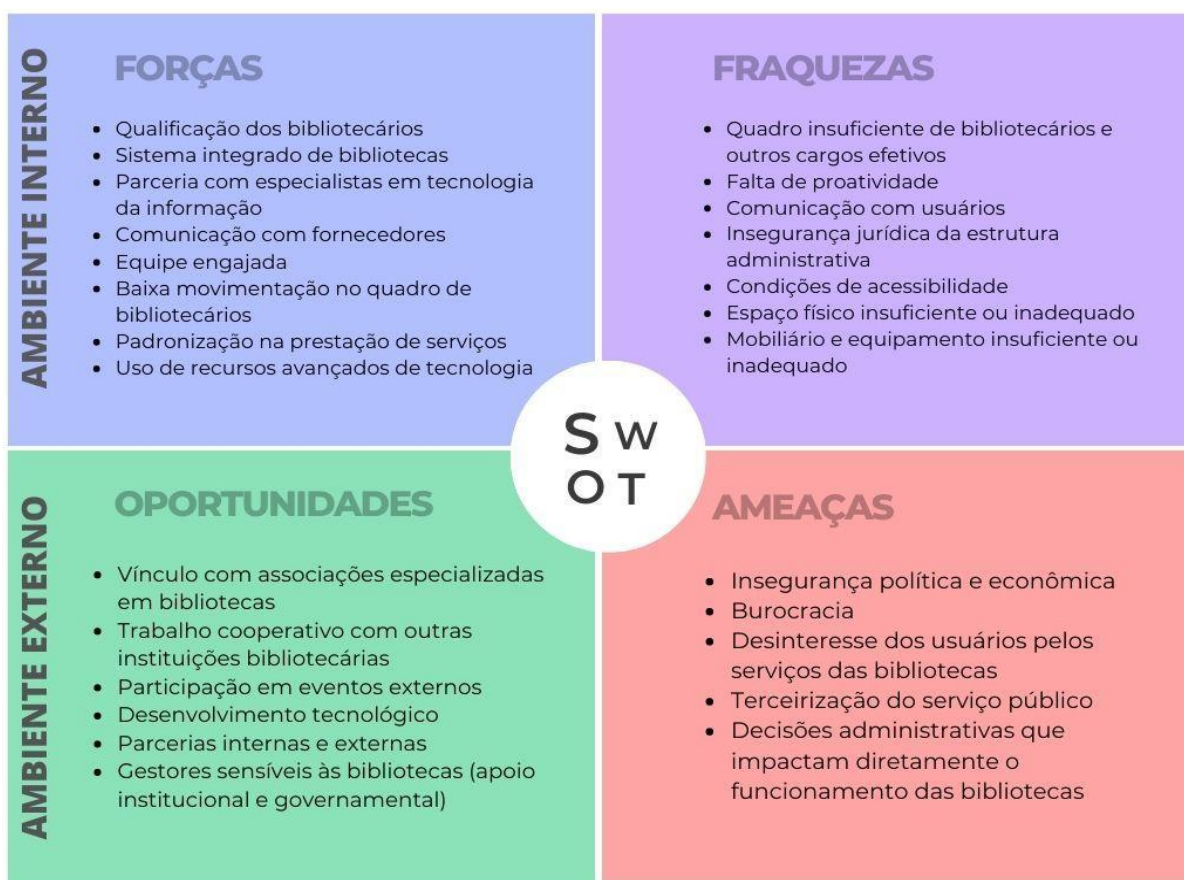 AMBIENTE INTERNO
FORÇAS
• Qualificação dos bibliotecários
• Sistema integrado de bibliotecas
• Parceria com especialistas em tecnologia
da informação
• Comunicação com fornecedores
• Equipe engajada
• Baixa movimentação no quadro de
bibliotecários
• Padronização na prestação de serviços
• Uso de recursos avançados de tecnologia
FRAQUEZAS
• Quadro insuficiente de bibliotecários e
outros cargos efetivos
• Falta de proatividade
• Comunicação com usuários
• Insegurança jurídica da estrutura
administrativa
• Condições de acessibilidade
• Espaço físico insuficiente ou inadequado
• Mobiliário e equipamento insuficiente ou
inadequado
S W
O T
AMBIENTE EXTERNO
OPORTUNIDADES
• Vínculo com associações especializadas
em bibliotecas
• Trabalho cooperativo com outras
instituições bibliotecárias
• Participação em eventos externos
• Desenvolvimento tecnológico
• Parcerias internas e externas
• Gestores sensíveis às bibliotecas (apoio
institucional e governamental)
AMEAÇAS
• Insegurança política e econômica
• Burocracia
• Desinteresse dos usuários pelos
serviços das bibliotecas
• Terceirização do serviço público
• Decisões administrativas que
impactam diretamente o
funcionamento das bibliotecas